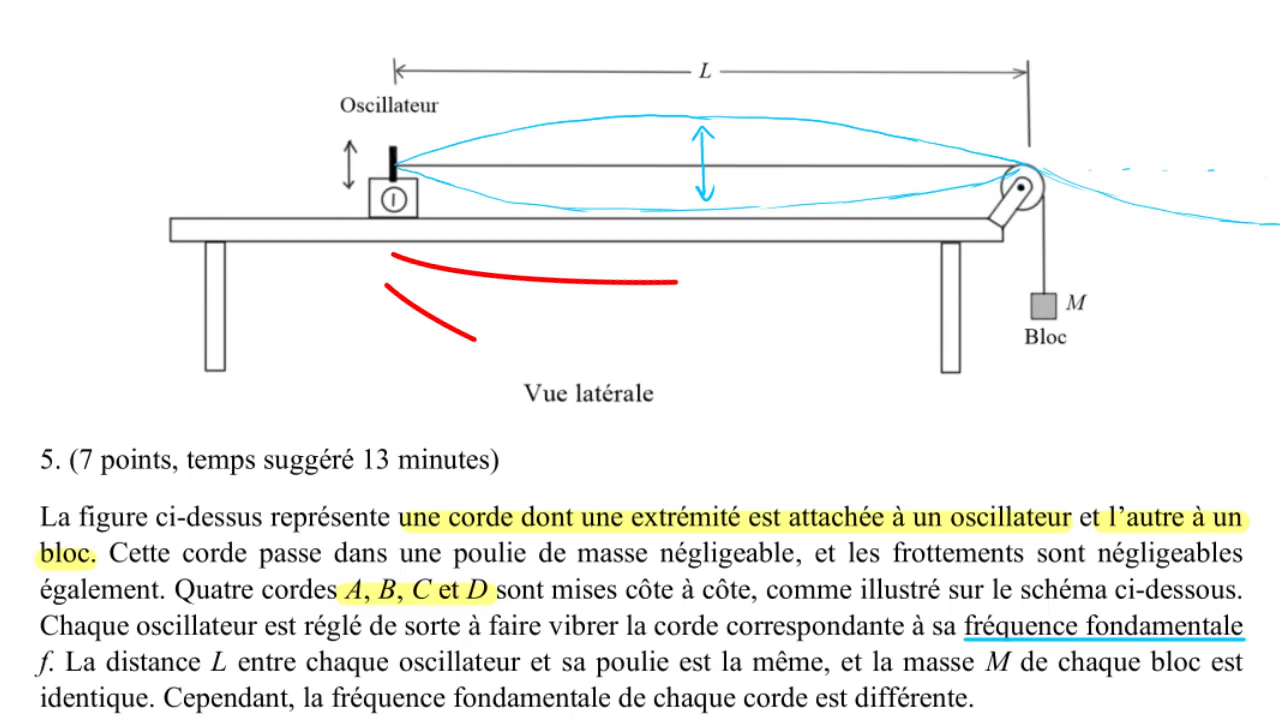 L
Oscillateur
M
Bloc
Vue latérale
5. (7 points, temps suggéré 13 minutes)
La figure ci-dessus représente une corde dont une extrémité est attachée à un oscillateur et l’autre à un
bloc. Cette corde passe dans une poulie de masse négligeable, et les frottements sont négligeables
également. Quatre cordes A, B, C et D sont mises côte à côte, comme illustré sur le schéma ci-dessous.
Chaque oscillateur est réglé de sorte à faire vibrer la corde correspondante à sa fréquence fondamentale
f. La distance L entre chaque oscillateur et sa poulie est la même, et la masse M de chaque bloc est
identique. Cependant, la fréquence fondamentale de chaque corde est différente.